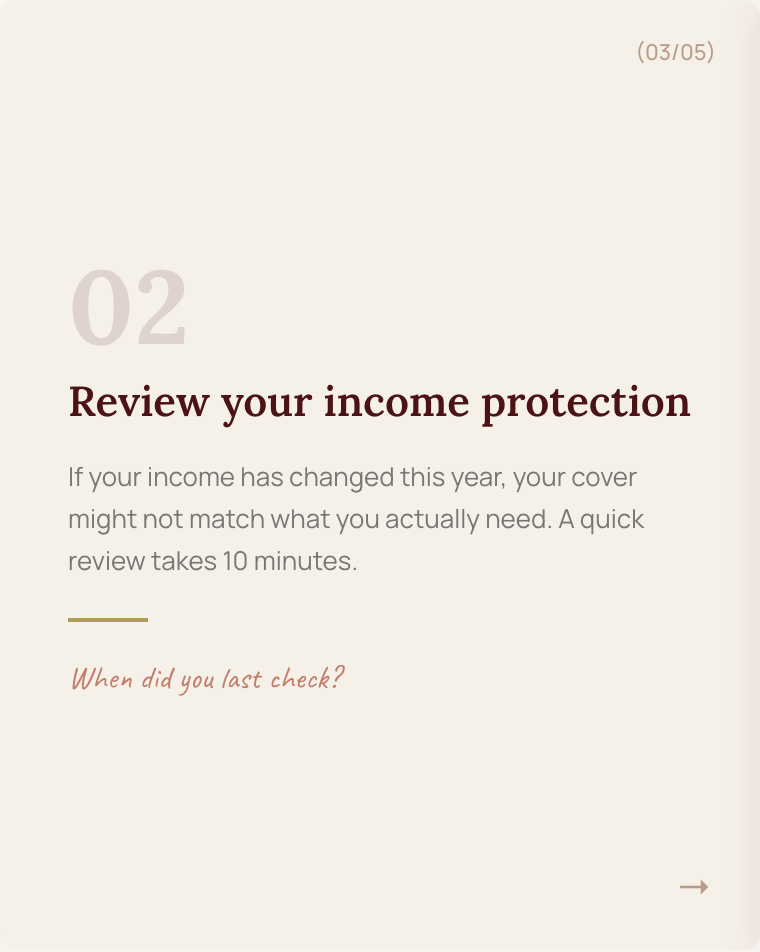 (03/05)
02
Review your income protection
If your income has changed this year, your cover
might not match what you actually need. A quick
review takes 10 minutes.
When did you last check?